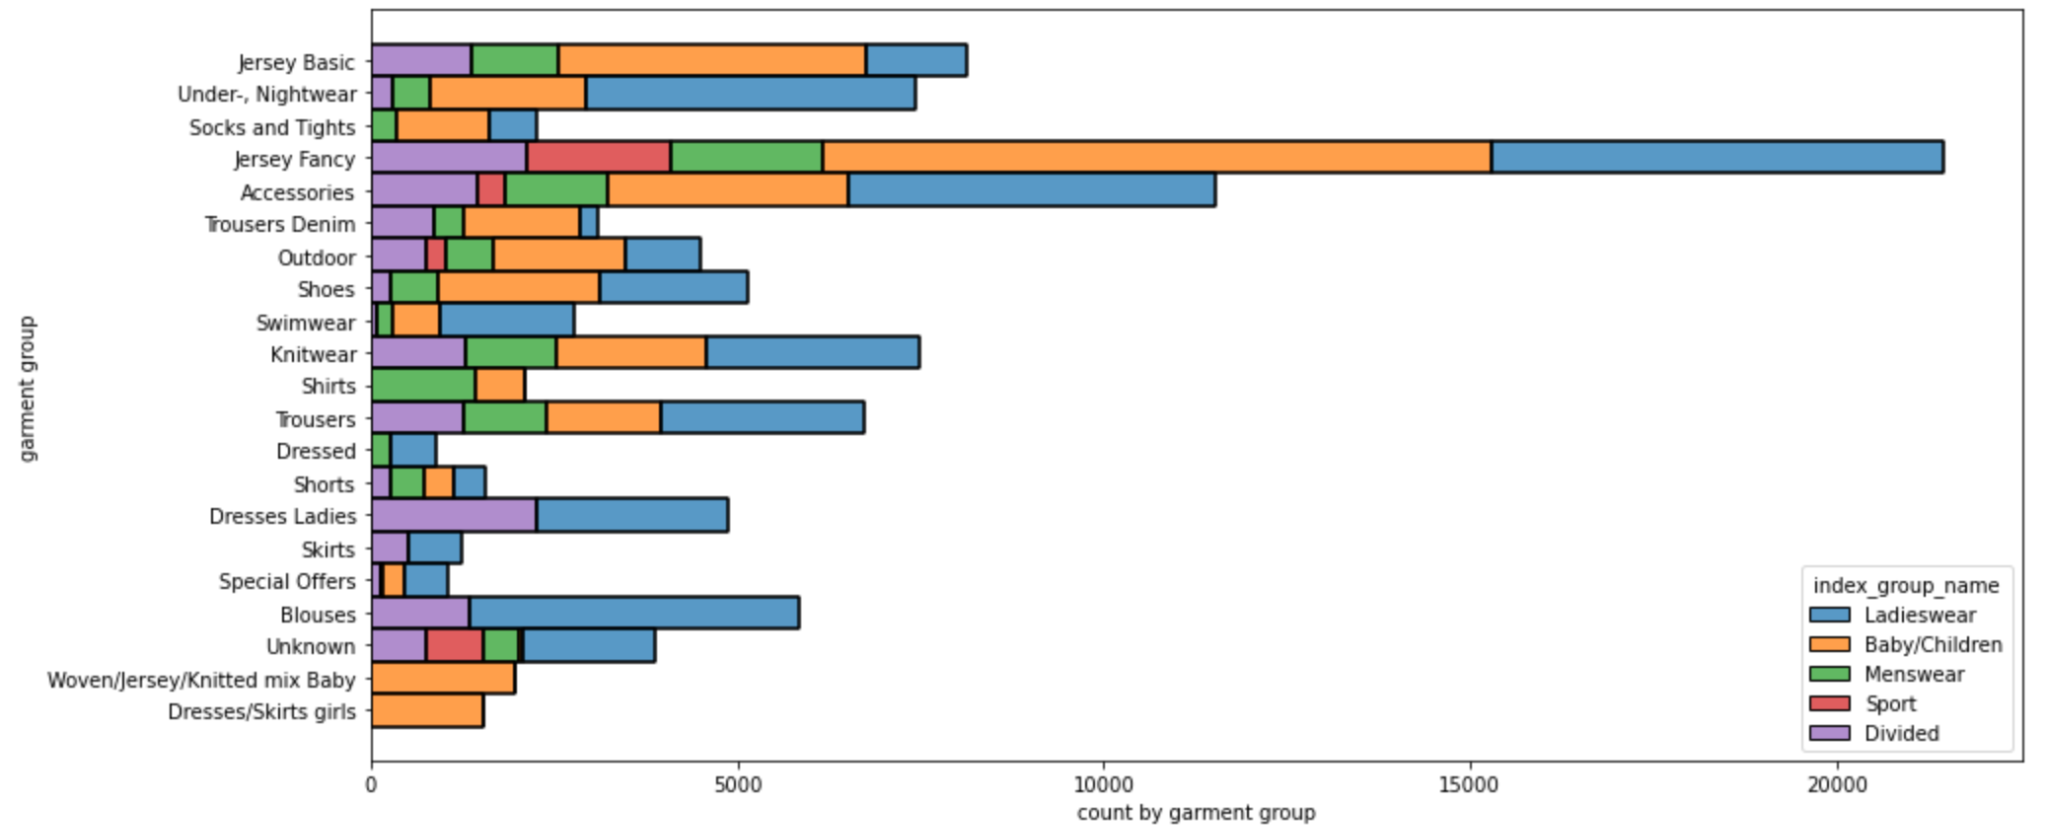 Jersey Basic
Under-, Nightwear
Socks and Tights
Jersey Fancy
Accessories
Trousers Denim
Outdoor
Shoes
Swimwear
Knitwear
Shirts
Trousers
Dressed
Shorts
Dresses Ladies
Skirts
Special Offers
Blouses
Unknown
Woven/Jersey/Knitted mix Baby
Dresses/Skirts girls
garment group
0 5000 10000 15000 20000
count by garment group
index_group_name
Ladieswear
Baby/Children
Menswear
Sport
Divided